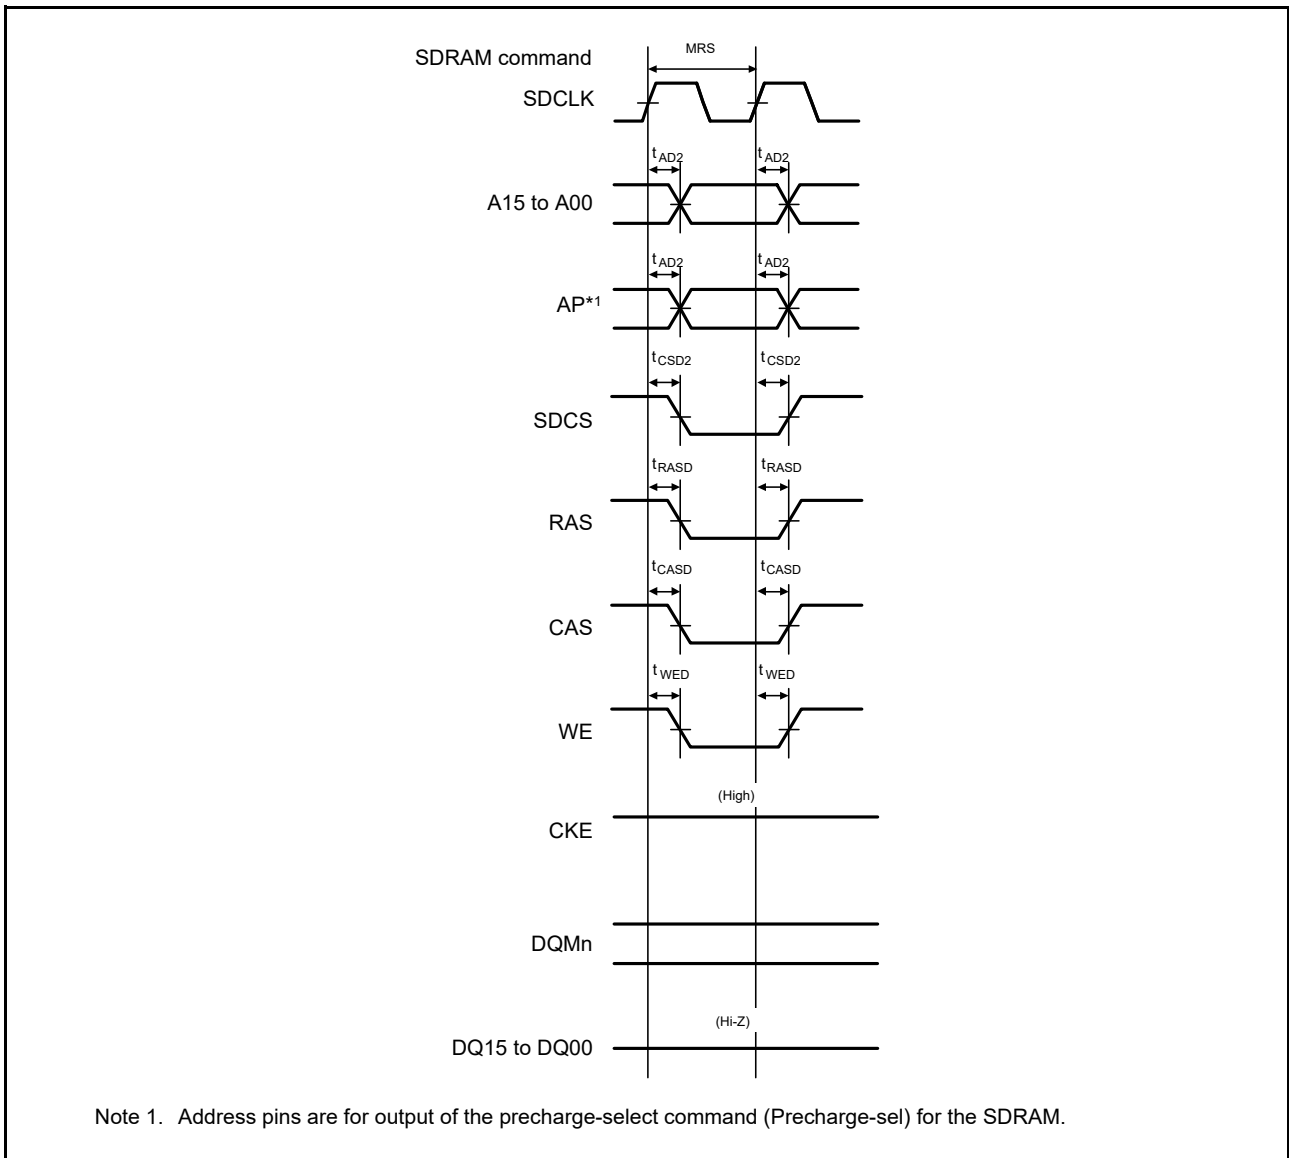 MRS
SDRAM command
SDCLK
tAD2 tAD2
A15 to A00
tAD2 tAD2
AP*1
tCSD2 tCSD2
SDCS
tRASD tRASD
RAS
tCASD tCASD
CAS
tWED tWED
WE
(High)
CKE
DQMn
(Hi-Z)
DQ15 to DQ00
Note 1. Address pins are for output of the precharge-select command (Precharge-sel) for the SDRAM.